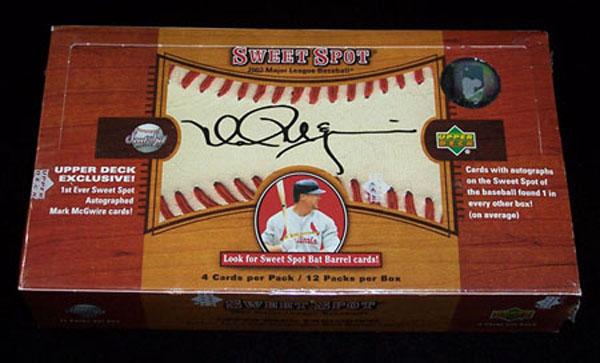 SWEET SPOT
2002 Major League Baseball
UPPER DECK
EXCLUSIVE!
1st Ever Sweet Spot
Autographed
Mark McGwire cards!
UPPER
DECK
Cards with autographs
on the Sweet Spot of
the baseball found 1 in
every other box!
(on average)
Cardinals
Look for Sweet Spot Bat Barrel cards!
4 Cards per Pack / 12 Packs per Box
SWEET SPOT